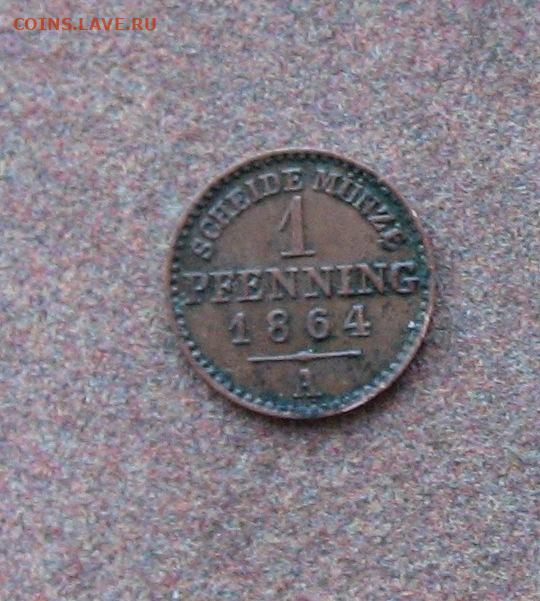 COINS.LAVE.RU
SCHEIDE MÜNZE
1
PFENNING
1864
A